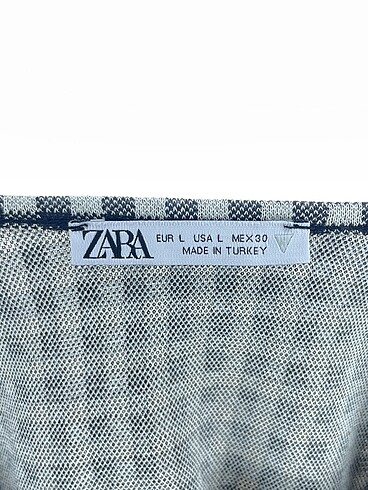 ZARA
EUR L USA L MEX 30
MADE IN TURKEY